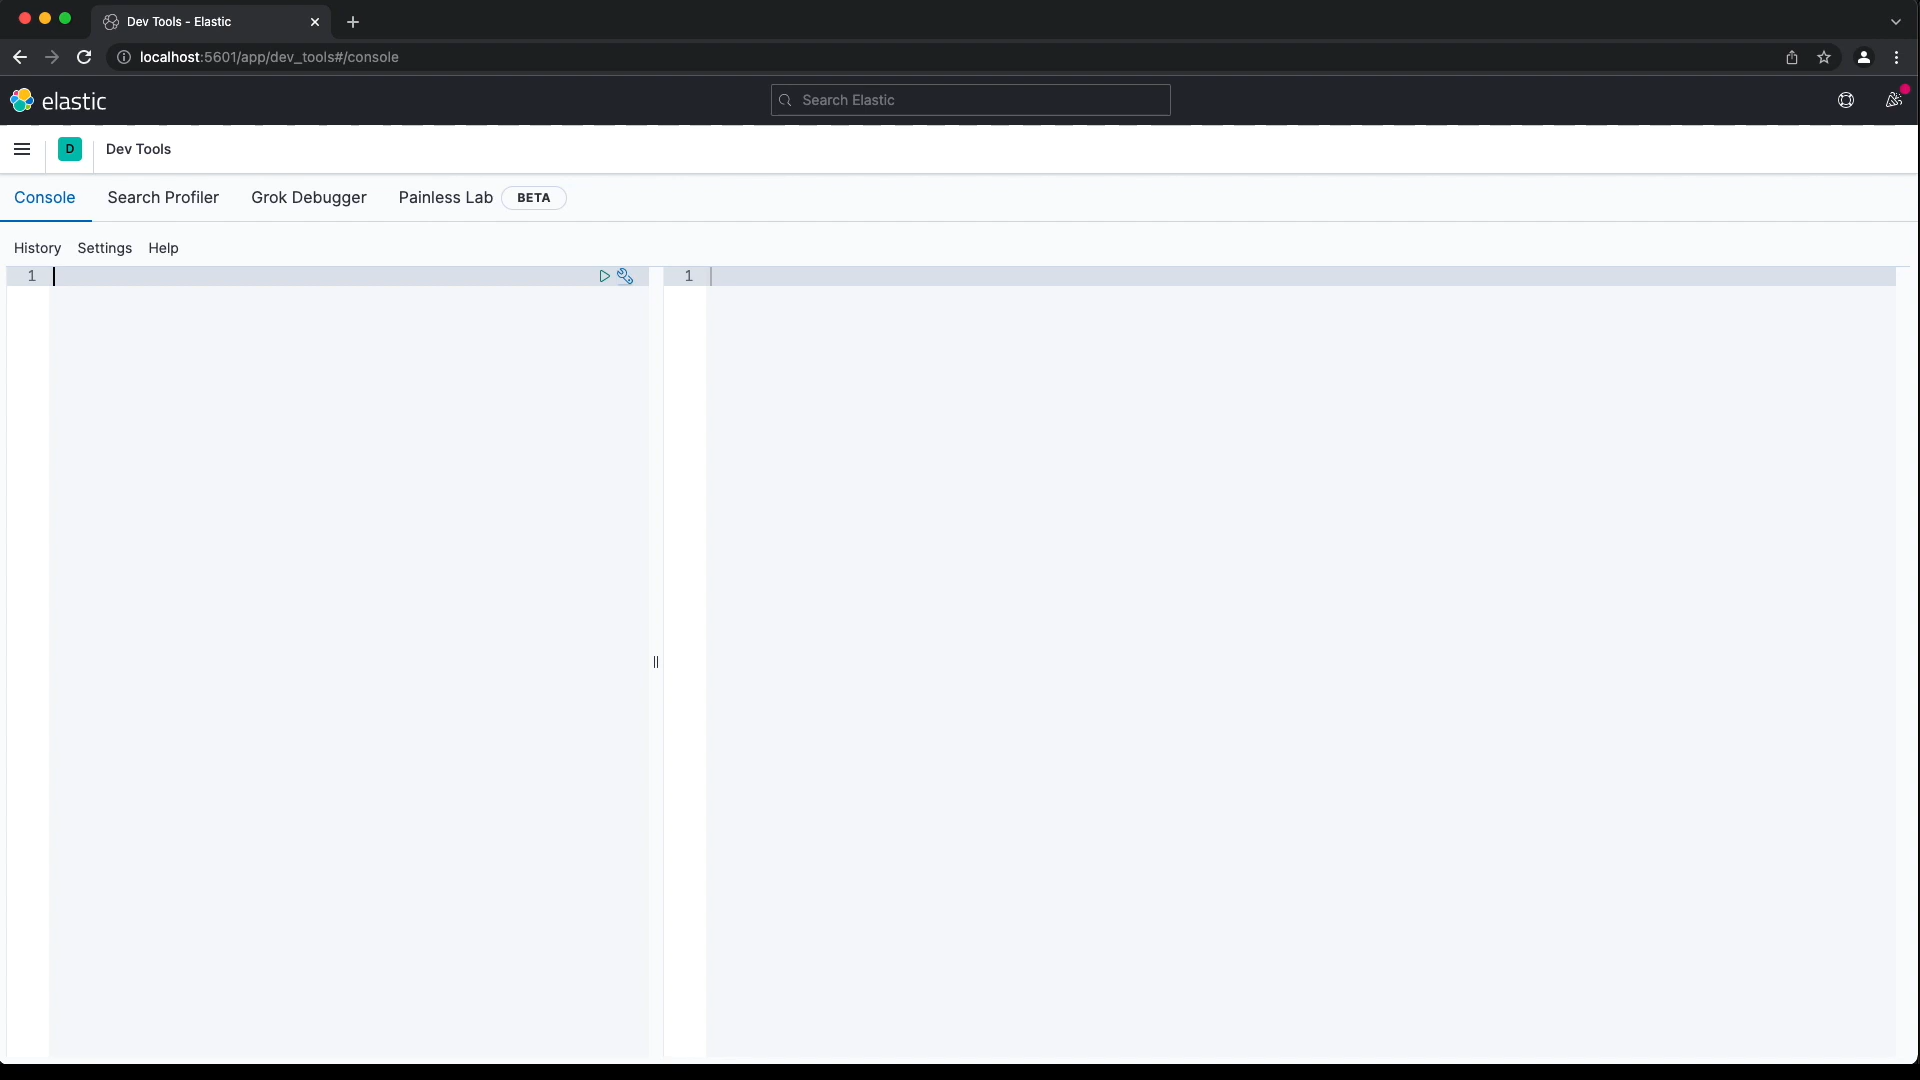 Dev Tools - Elastic
localhost:5601/app/dev_tools#/console
elastic
Search Elastic
D
Dev Tools
Console Search Profiler Grok Debugger Painless Lab BETA
History Settings Help
1
1